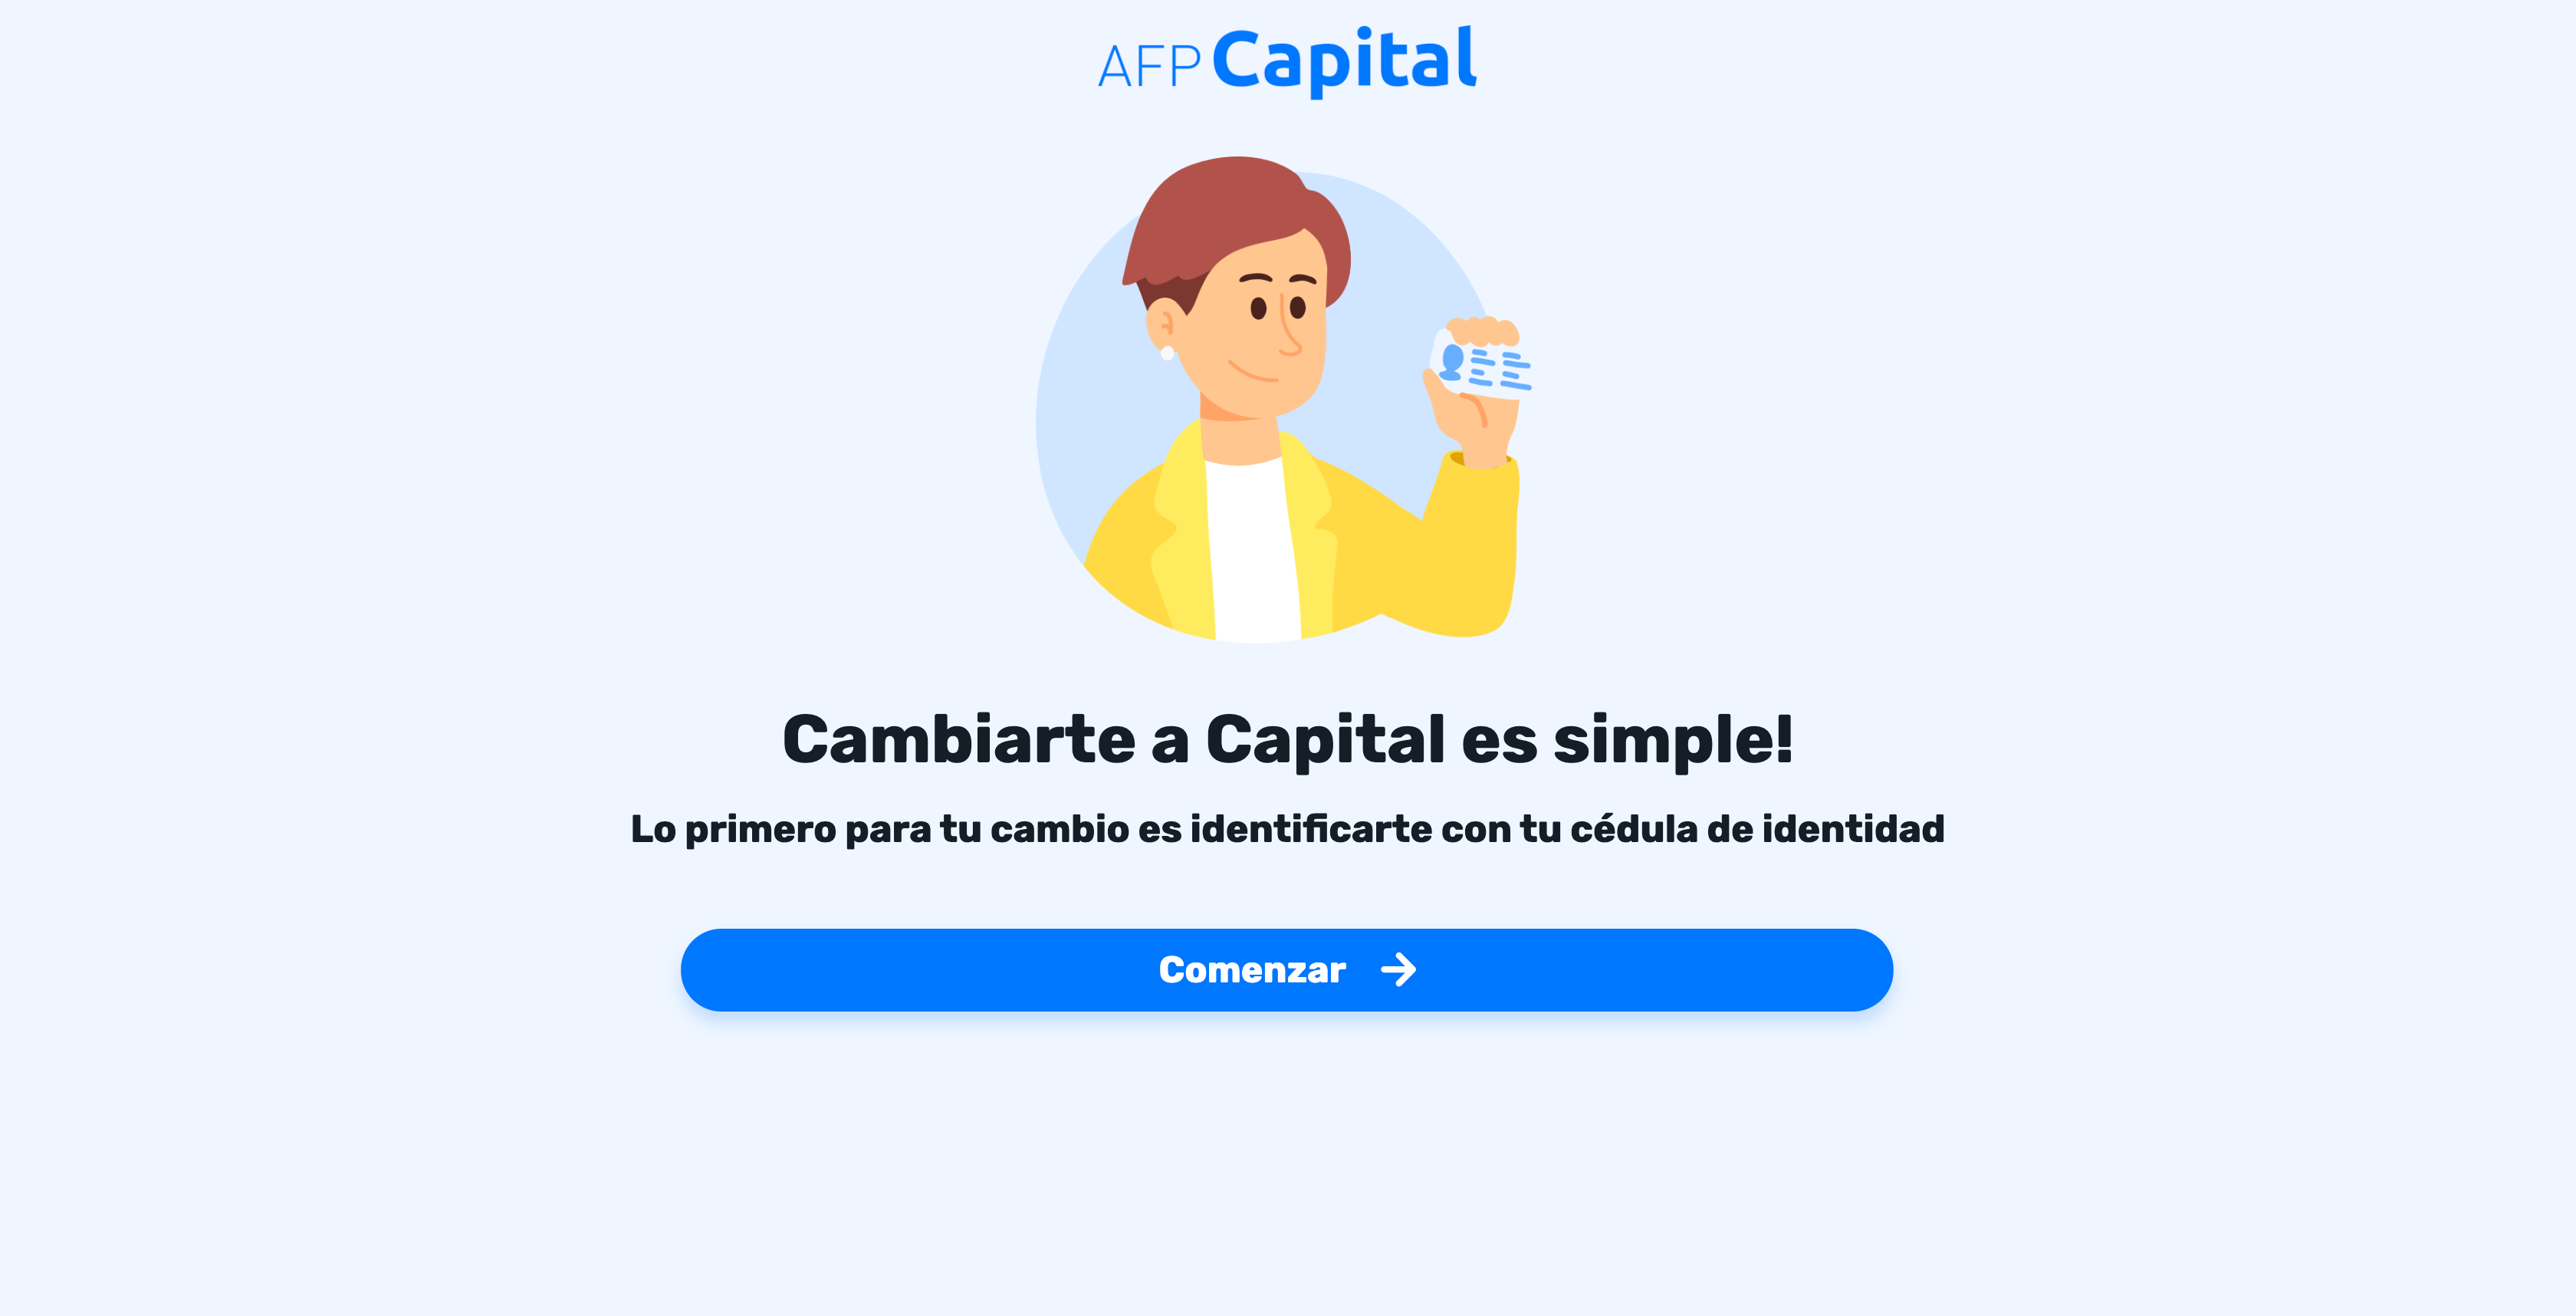 AFP Capital
Cambiarte a Capital es simple!
Lo primero para tu cambio es identificarte con tu cédula de identidad
Comenzar